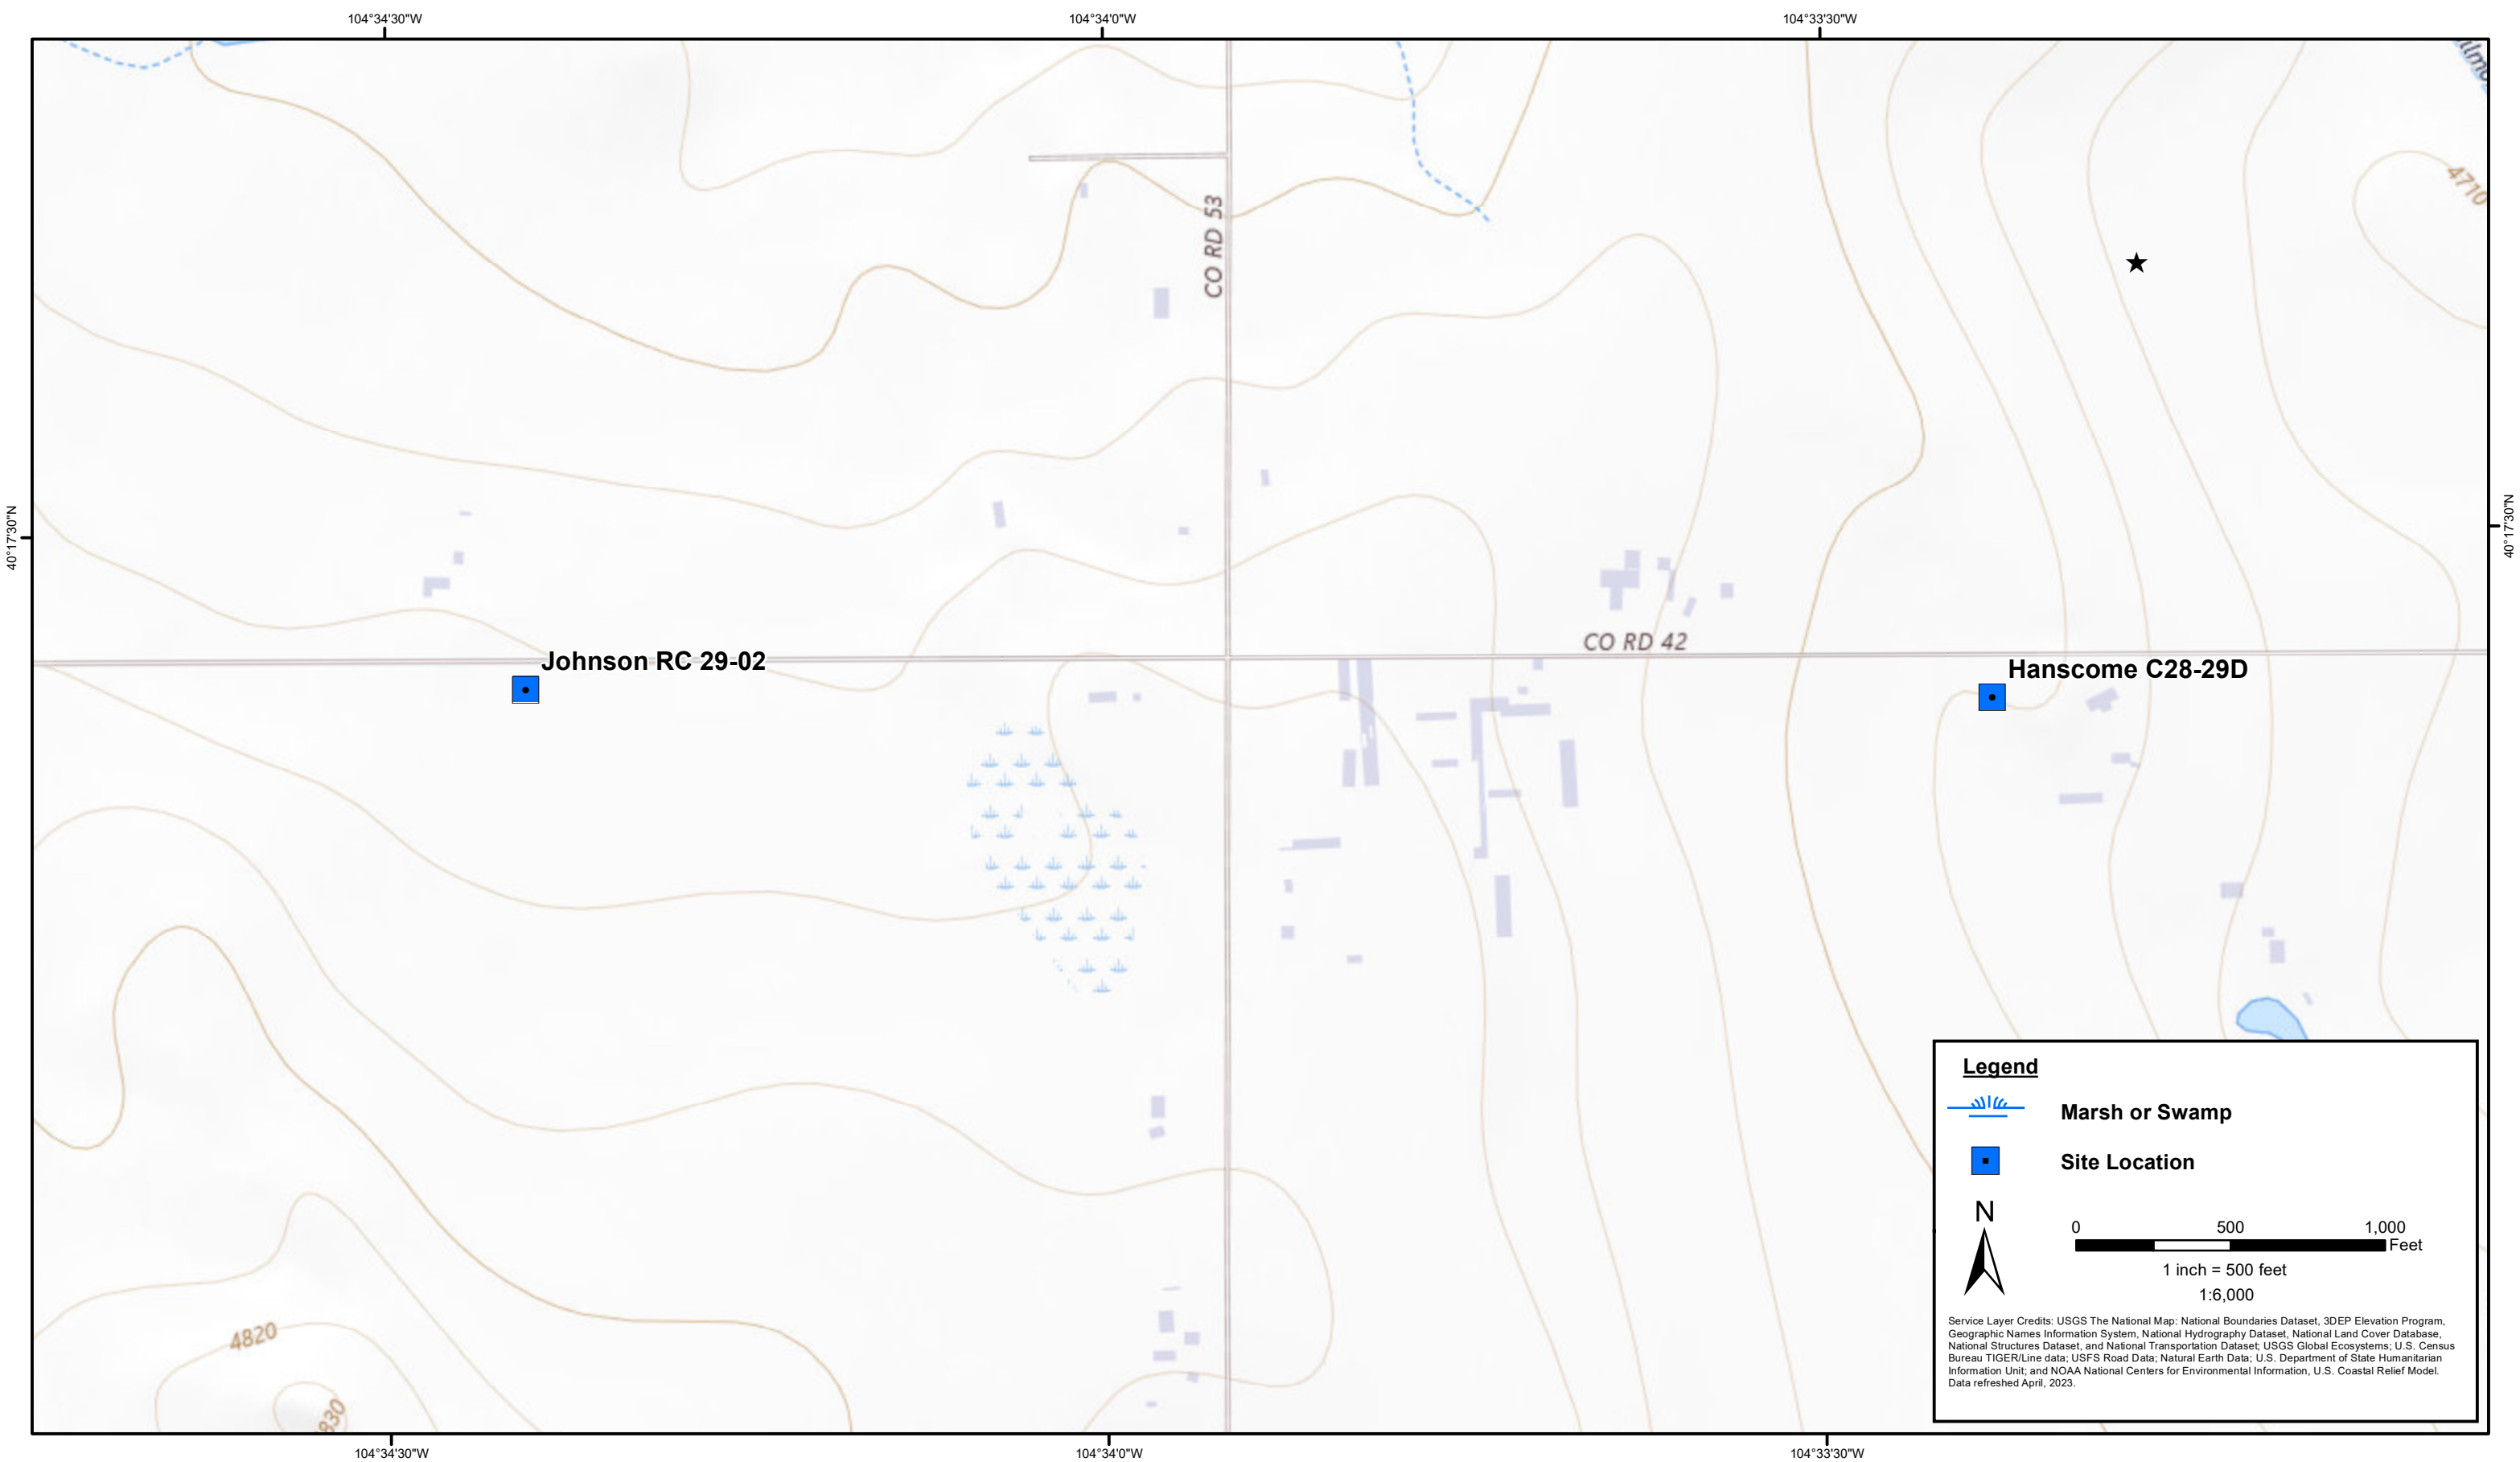 104°34'30"W
104°34'0"W
104°33'30"W
4710
CO RD 53
40°17'30"N
40°17'30"N
CO RD 42
Johnson RC 29-02
Hanscome C28-29D
Legend
Marsh or Swamp
Site Location
N
0 500 1,000
Feet
1 inch = 500 feet
1:6,000
Service Layer Credits: USGS The National Map: National Boundaries Dataset, 3DEP Elevation Program,
Geographic Names Information System, National Hydrography Dataset, National Land Cover Database,
National Structures Dataset, and National Transportation Dataset; USGS Global Ecosystems; U.S. Census
Bureau TIGER/Line data; USFS Road Data; Natural Earth Data; U.S. Department of State Humanitarian
Information Unit; and NOAA National Centers for Environmental Information, U.S. Coastal Relief Model.
Data refreshed April, 2023.
4820
830
104°34'30"W
104°34'0"W
104°33'30"W